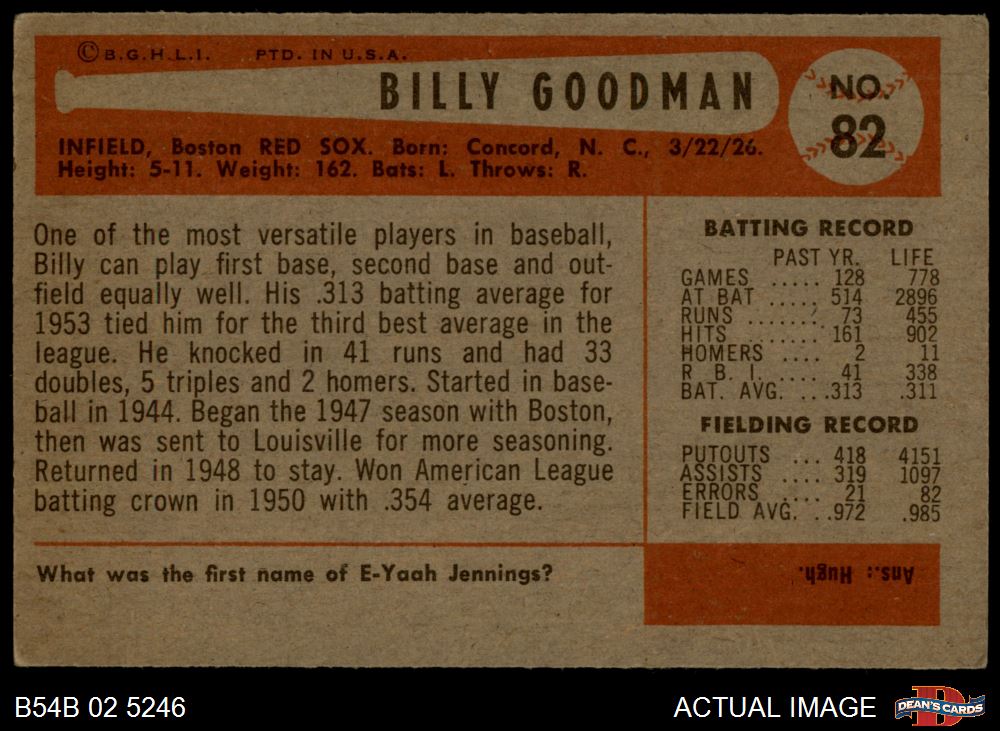 ©B.G.H.L.I. PTD. IN U.S.A.
BILLY GOODMAN
NO.
82
INFIELD, Boston RED SOX. Born: Concord, N. C., 3/22/26.
Height: 5-11. Weight: 162. Bats: L. Throws: R.
One of the most versatile players in baseball,
Billy can play first base, second base and out-
field equally well. His .313 batting average for
1953 tied him for the third best average in the
league. He knocked in 41 runs and had 33
doubles, 5 triples and 2 homers. Started in base-
ball in 1944. Began the 1947 season with Boston,
then was sent to Louisville for more seasoning.
Returned in 1948 to stay. Won American League
batting crown in 1950 with .354 average.
BATTING RECORD
PAST YR. LIFE
GAMES ..... 128 778
AT BAT ..... 514 2896
RUNS ....... 73 455
HITS ....... 161 902
HOMERS .... 2 11
R. B. I. .... 41 338
BAT. AVG. ...313 .311
FIELDING RECORD
PUTOUTS ... 418 4151
ASSISTS .... 319 1097
ERRORS .... 21 82
FIELD AVG. ..972 .985
What was the first name of E-Yaah Jennings?
Ans.: Hugh.
B54B 02 5246
ACTUAL IMAGE
D
DEAN'S CARDS